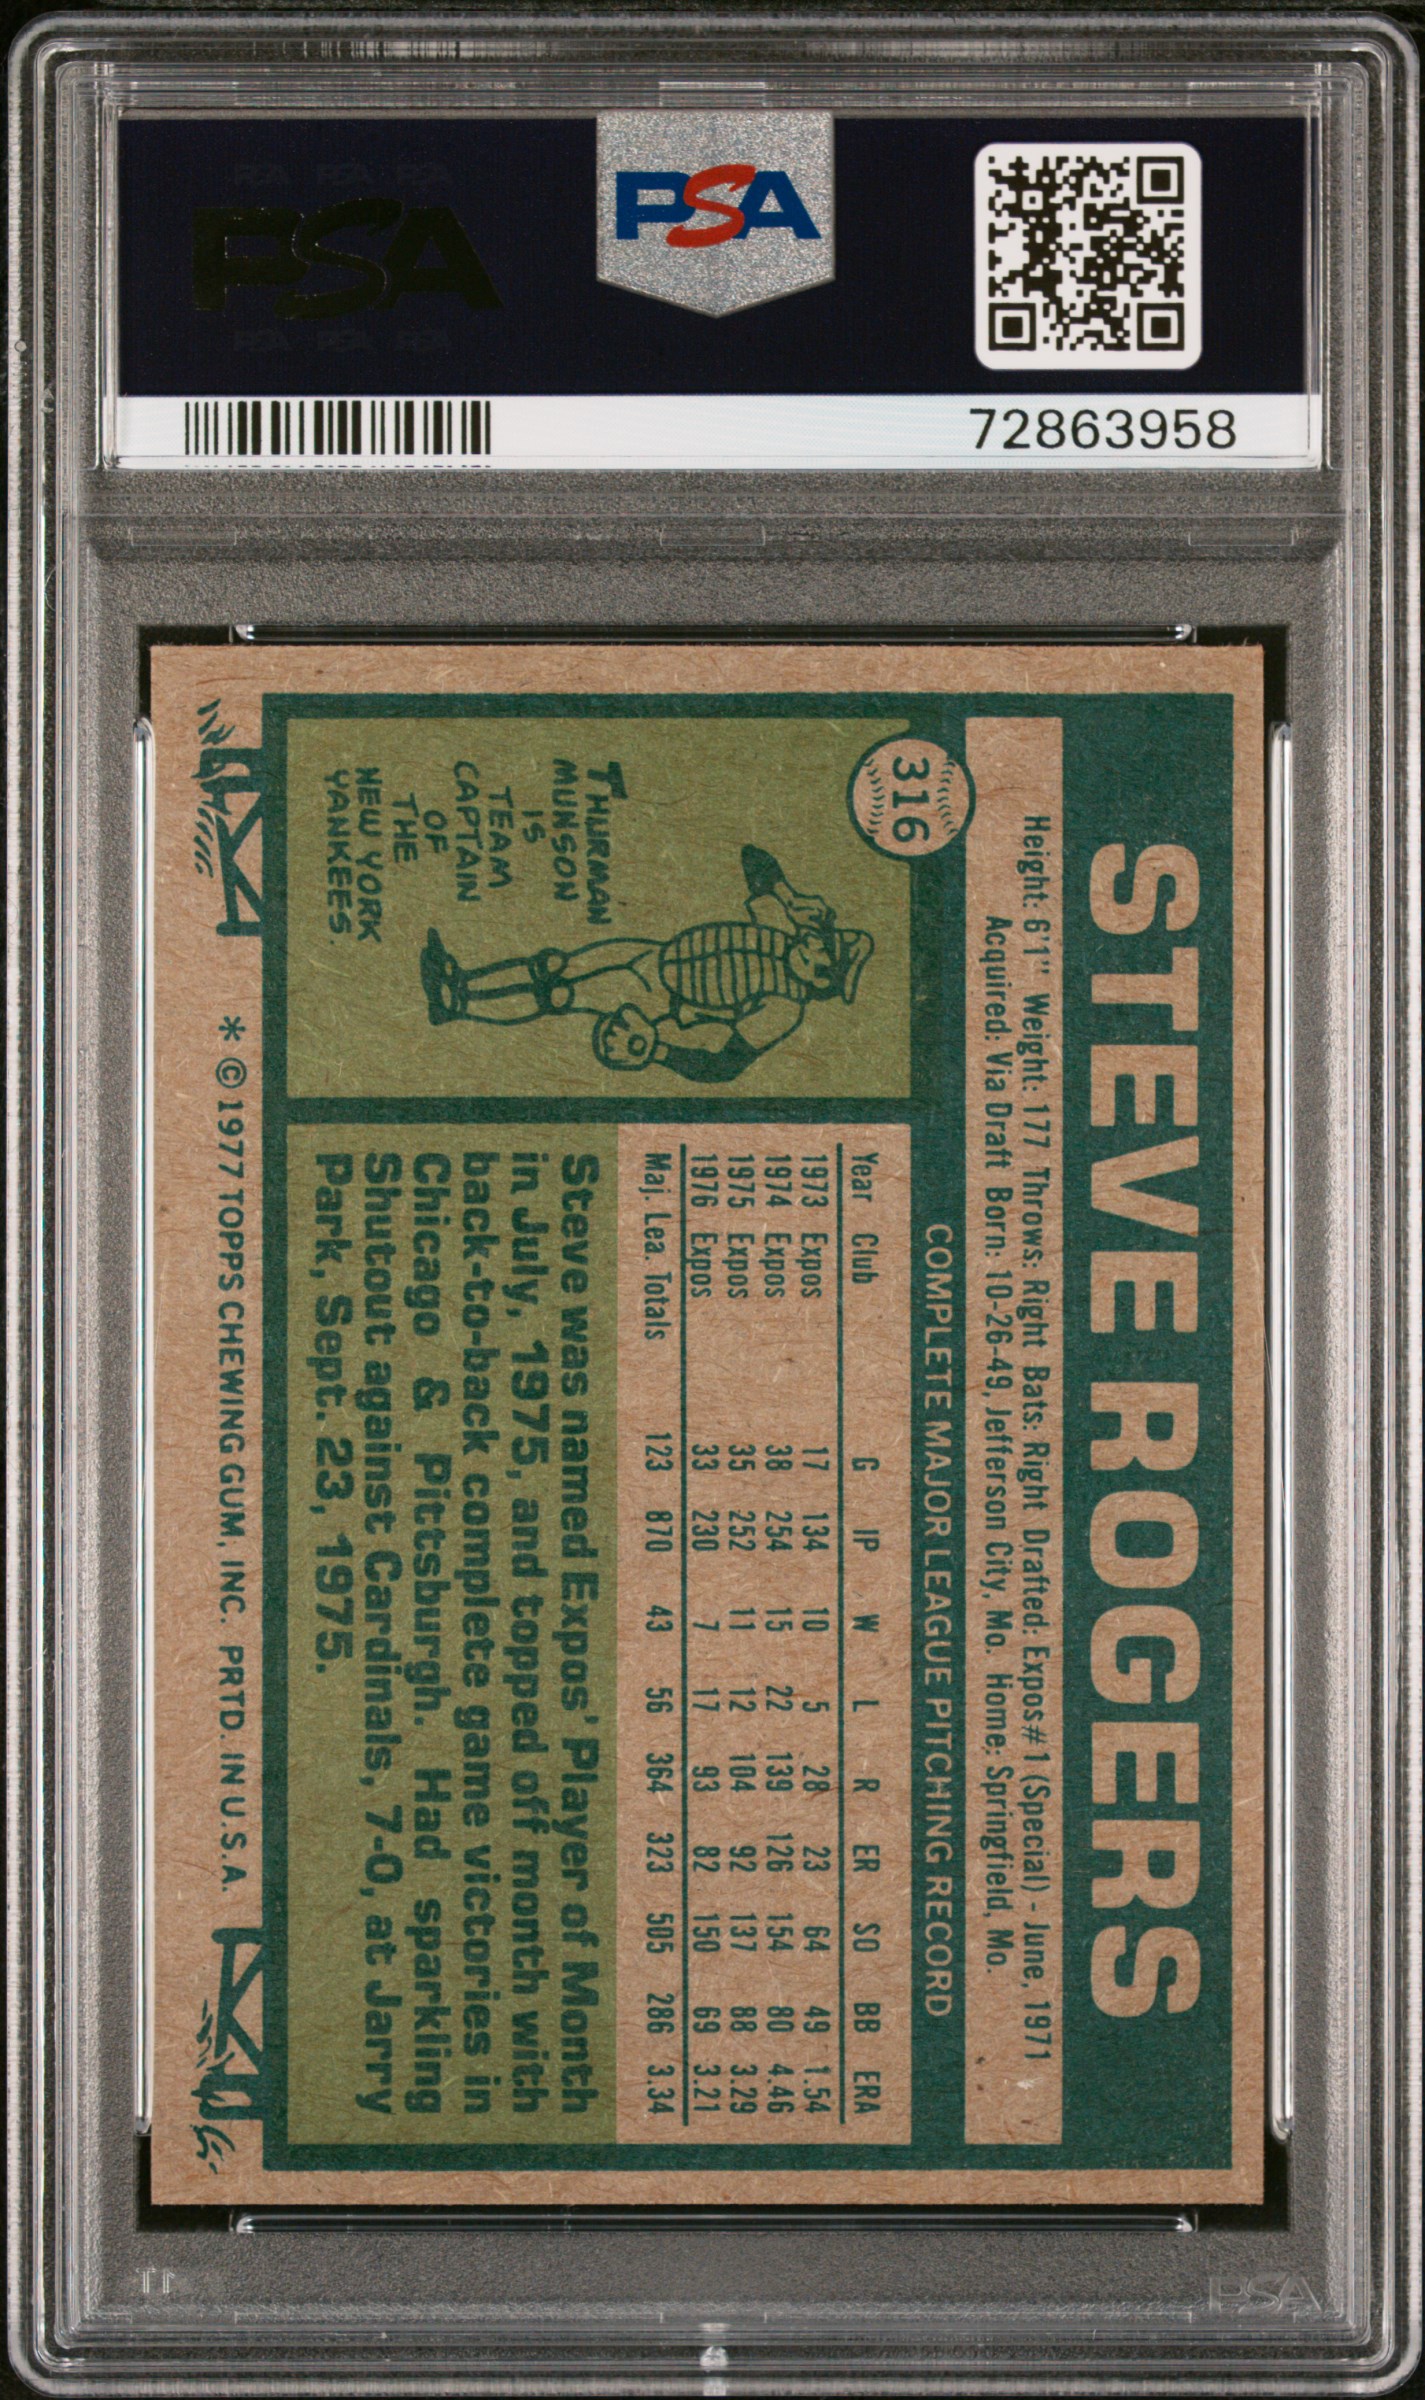 PSA PSA PSA
PSA
PSA PSA PSA
PSA
72863958
STEVE ROGERS
Height: 6'1" Weight: 177 Throws: Right Bats: Right Drafted: Expos #1 (Special) - June, 1971
Acquired: Via Draft Born: 10-26-49, Jefferson City, Mo. Home: Springfield, Mo.
316
COMPLETE MAJOR LEAGUE PITCHING RECORD
Year Club G IP W L R ER SO BB ERA
1973 Expos 17 134 10 5 28 23 64 49 1.54
1974 Expos 38 254 15 22 139 126 154 80 4.46
1975 Expos 35 252 11 12 104 92 137 88 3.29
1976 Expos 33 230 7 17 93 82 150 69 3.21
Maj. Lea. Totals 123 870 43 56 364 323 505 286 3.34
THURMAN
MUNSON
IS
TEAM
CAPTAIN
OF
THE
NEW YORK
YANKEES.
Steve was named Expos' Player of Month
in July, 1975, and topped off month with
back-to-back complete game victories in
Chicago & Pittsburgh. Had sparkling
Shutout against Cardinals, 7-0, at Jarry
Park, Sept. 23, 1975.
* © 1977 TOPPS CHEWING GUM, INC. PRTD. IN U.S.A.
PSA